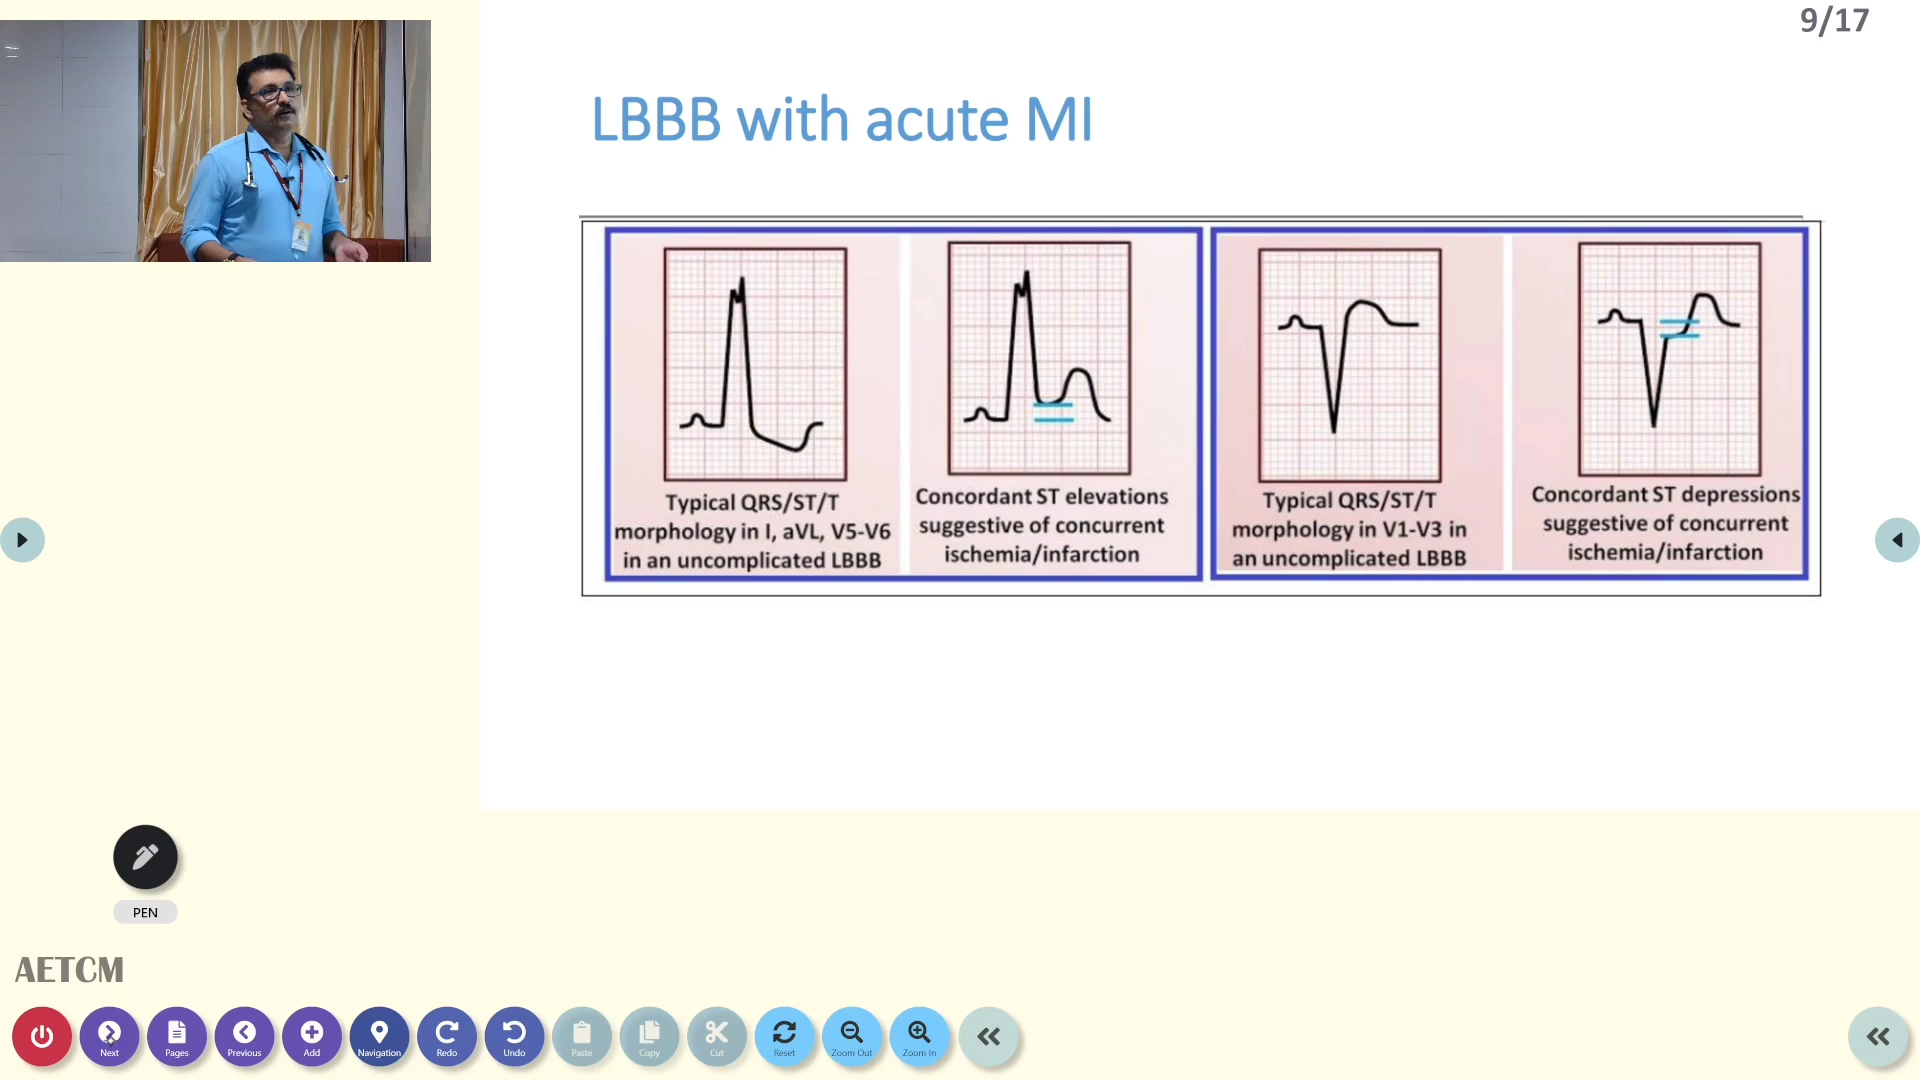 9/17
LBBB with acute MI
Typical QRS/ST/T
morphology in I, aVL, V5-V6
in an uncomplicated LBBB
Concordant ST elevations
suggestive of concurrent
ischemia/infarction
Typical QRS/ST/T
morphology in V1-V3 in
an uncomplicated LBBB
Concordant ST depressions
suggestive of concurrent
ischemia/infarction
PEN
AETCM
Next
Pages
Previous
Add
Navigation
Redo
Undo
Paste
Copy
Cut
Reset
Zoom Out
Zoom In